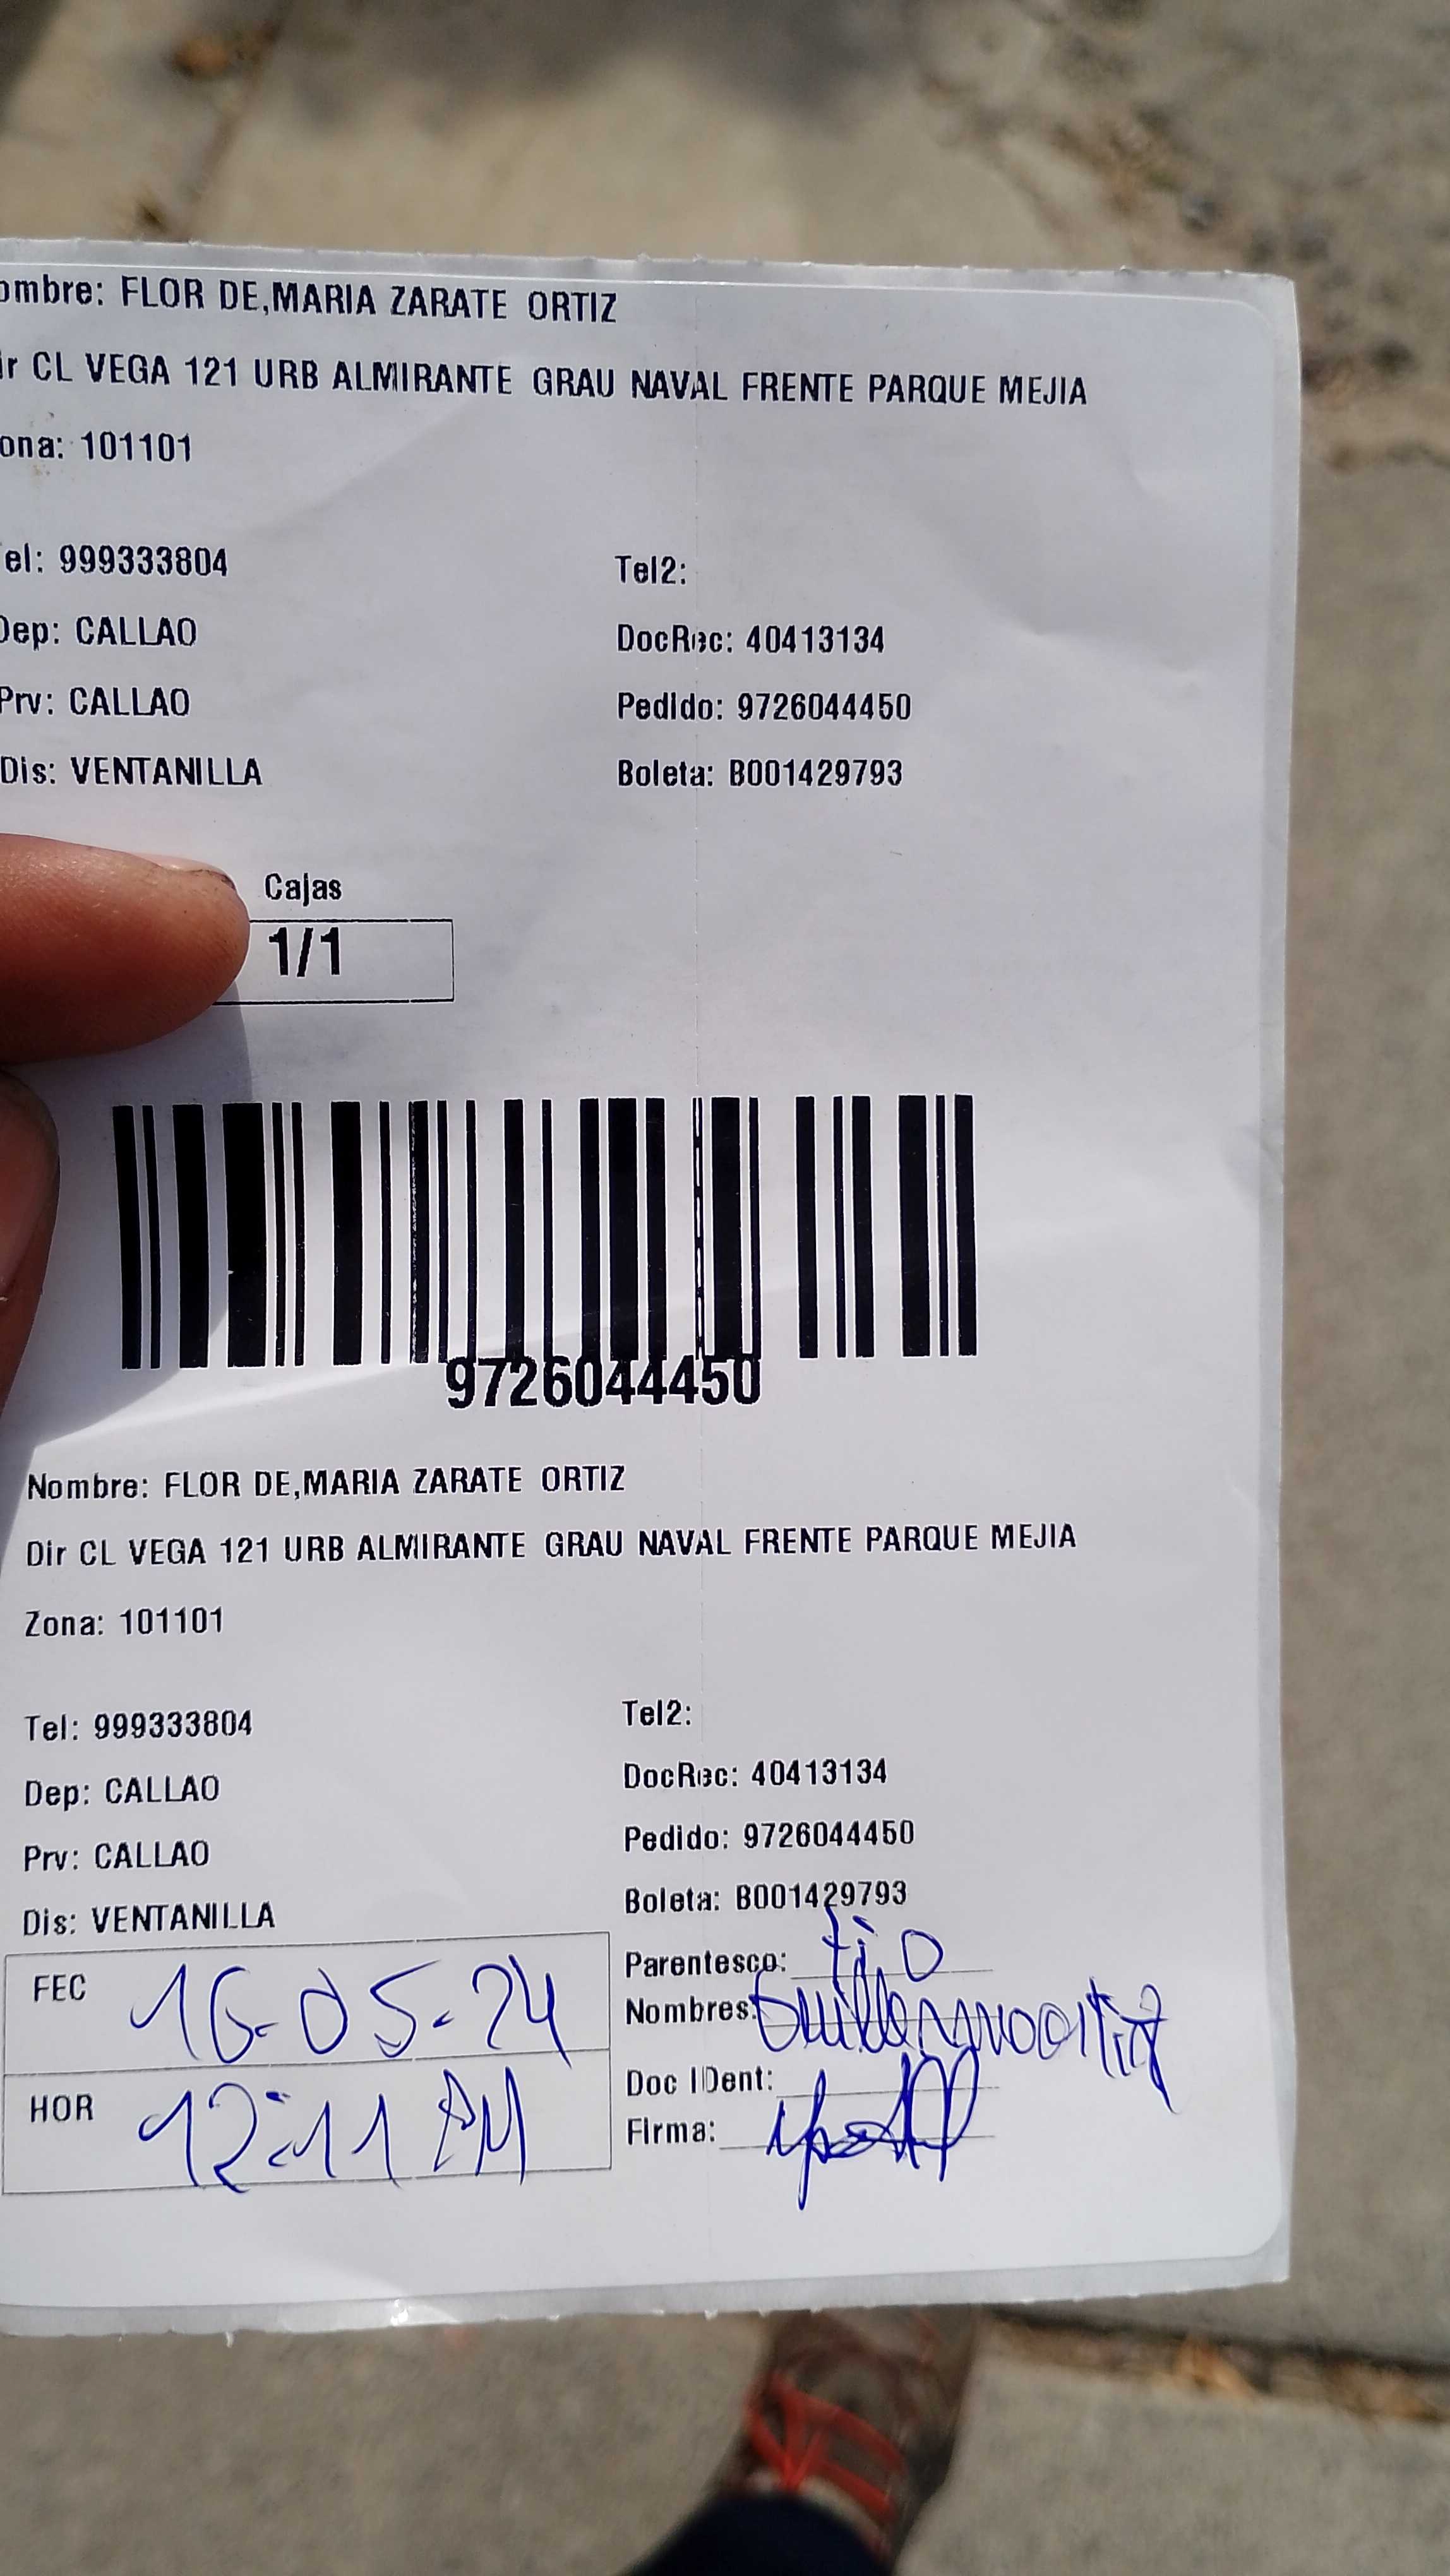 ombre: FLOR DE,MARIA ZARATE ORTIZ
ir CL VEGA 121 URB ALMIRANTE GRAU NAVAL FRENTE PARQUE MEJIA
ona: 101101
el: 999333804
Tel2:
Dep: CALLAO
DocRec: 40413134
Prv: CALLAO
Pedido: 9726044450
Dis: VENTANILLA
Boleta: B001429793
Cajas
1/1
9726044450
Nombre: FLOR DE,MARIA ZARATE ORTIZ
Dir CL VEGA 121 URB ALMIRANTE GRAU NAVAL FRENTE PARQUE MEJIA
Zona: 101101
Tel: 999333804
Tel2:
Dep: CALLAO
DocRec: 40413134
Prv: CALLAO
Pedido: 9726044450
Dis: VENTANILLA
Boleta: B001429793
FEC 16-05-24
Parentesco: tio
Nombres: Guillermo ortiz
HOR 12:11 PM
Doc IDent:
Firma: